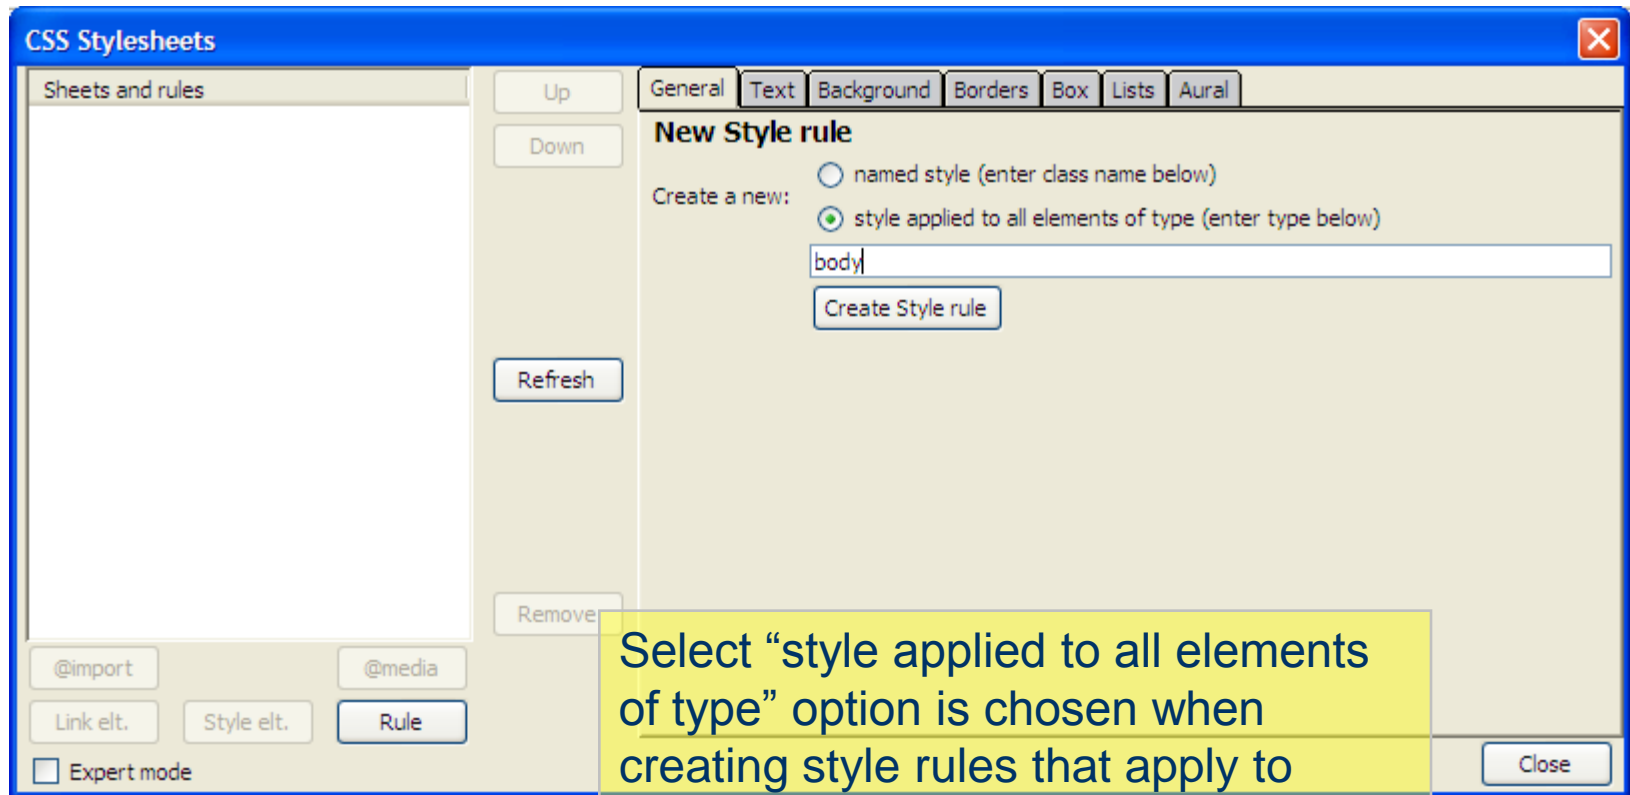 CSS Stylesheets
Sheets and rules
Up
Down
Refresh
Remove
@import
@media
Link elt.
Style elt.
Rule
Expert mode
General Text Background Borders Box Lists Aural
New Style rule
Create a new:
named style (enter class name below)
style applied to all elements of type (enter type below)
body
Create Style rule
Select “style applied to all elements
of type” option is chosen when
creating style rules that apply to
Close